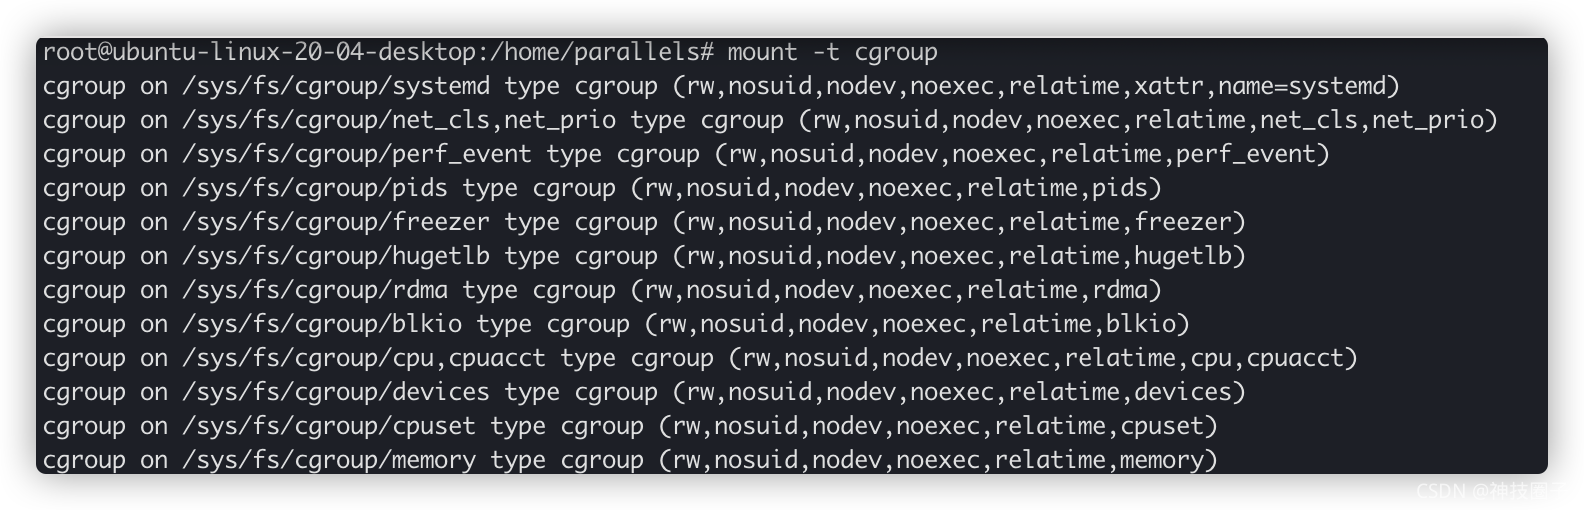 root@ubuntu-linux-20-04-desktop:/home/parallels# mount -t cgroup
cgroup on /sys/fs/cgroup/systemd type cgroup (rw,nosuid,nodev,noexec,relatime,xattr,name=systemd)
cgroup on /sys/fs/cgroup/net_cls,net_prio type cgroup (rw,nosuid,nodev,noexec,relatime,net_cls,net_prio)
cgroup on /sys/fs/cgroup/perf_event type cgroup (rw,nosuid,nodev,noexec,relatime,perf_event)
cgroup on /sys/fs/cgroup/pids type cgroup (rw,nosuid,nodev,noexec,relatime,pids)
cgroup on /sys/fs/cgroup/freezer type cgroup (rw,nosuid,nodev,noexec,relatime,freezer)
cgroup on /sys/fs/cgroup/hugetlb type cgroup (rw,nosuid,nodev,noexec,relatime,hugetlb)
cgroup on /sys/fs/cgroup/rdma type cgroup (rw,nosuid,nodev,noexec,relatime,rdma)
cgroup on /sys/fs/cgroup/blkio type cgroup (rw,nosuid,nodev,noexec,relatime,blkio)
cgroup on /sys/fs/cgroup/cpu,cpuacct type cgroup (rw,nosuid,nodev,noexec,relatime,cpu,cpuacct)
cgroup on /sys/fs/cgroup/devices type cgroup (rw,nosuid,nodev,noexec,relatime,devices)
cgroup on /sys/fs/cgroup/cpuset type cgroup (rw,nosuid,nodev,noexec,relatime,cpuset)
cgroup on /sys/fs/cgroup/memory type cgroup (rw,nosuid,nodev,noexec,relatime,memory)
CSDN @神技圈子